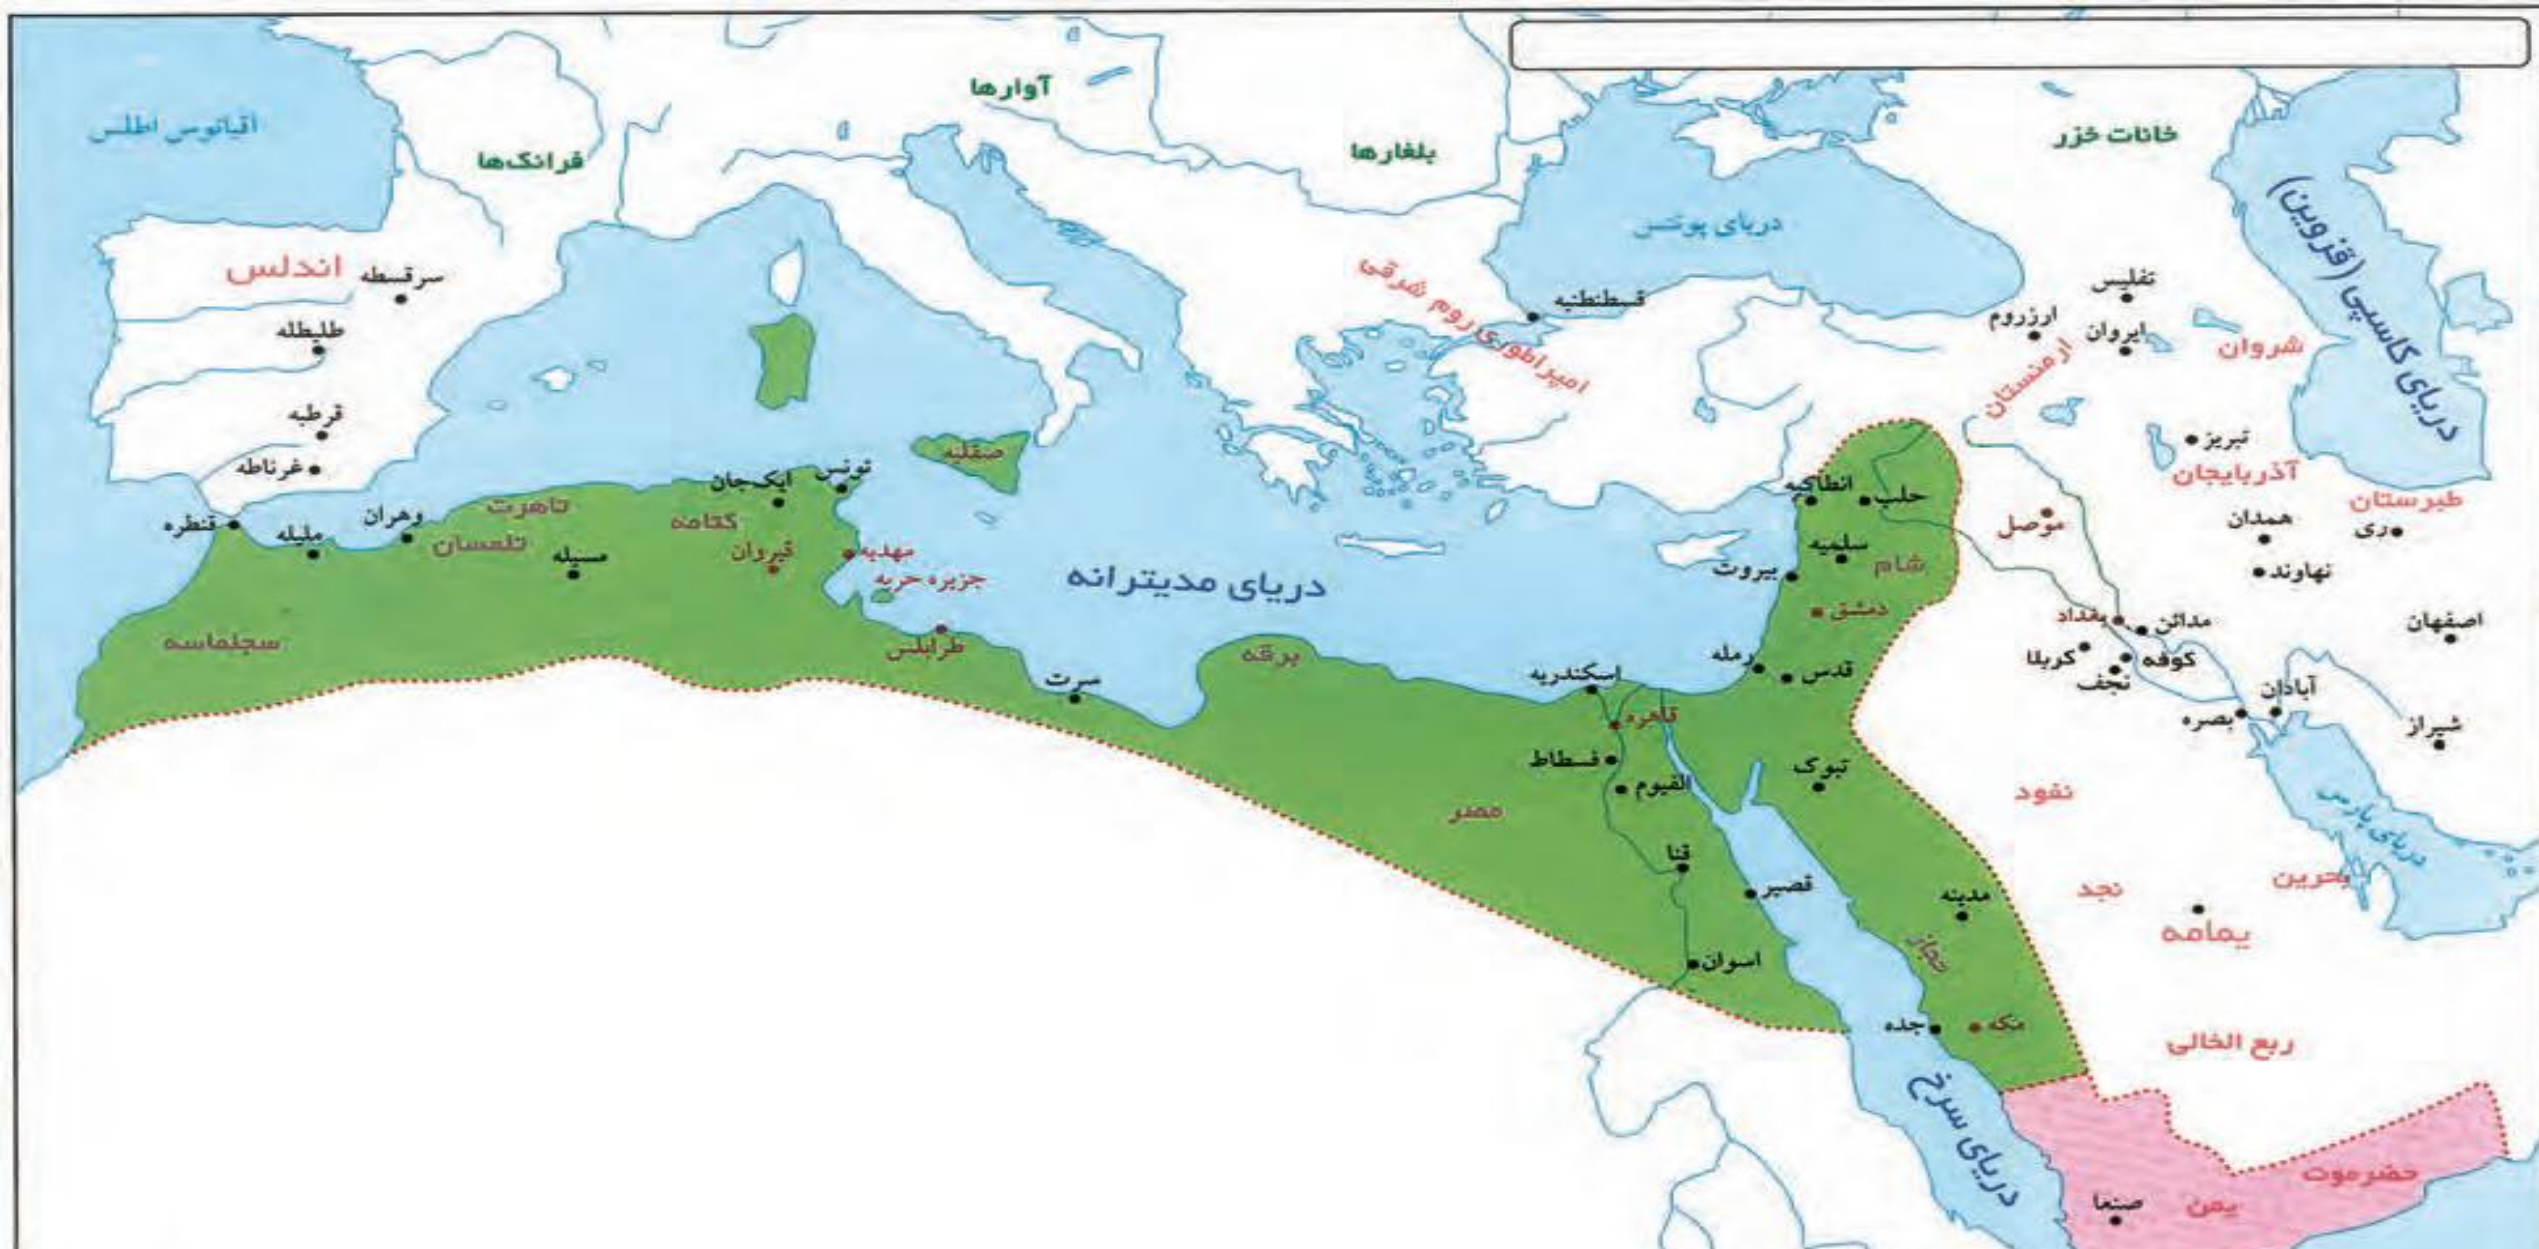 آوارها
اقیانوس اطلس
خانات خزر
بلغارها
فرانک‌ها
دریای پونتس
دریای کاسپی (قزوین)
اندلس
سرقسطه
امپراطوری روم شرقی
قسطنطنیه
تفلیس
ارزروم
ایروان
شروان
طلیطله
ارمنستان
قرطبه
تبریز
غرناطه
صقلیه
آذربایجان
تونس
ایکجان
انطاکیه
حلب
طبرستان
تاهرت
کتامه
وهران
قنطره
ملیله
تلمسان
موصل
همدان
ری
مسیله
قیروان
مهدیه
سلمیه
شام
بیروت
نهاوند
جزیره حربه
دریای مدیترانه
دمشق
بغداد
مدائن
اصفهان
سجلماسه
طرابلس
برقه
رمله
قدس
کربلا
کوفه
نجف
سرت
اسکندریه
آبادان
قاهره
بصره
شیراز
فسطاط
تبوک
الفیوم
نفود
مصر
دریای پارس
قنا
قصیر
مدینه
نجد
بحرین
یمامه
حجاز
اسوان
جده
مکه
ربع الخالی
دریای سرخ
حضرموت
صنعا
یمن